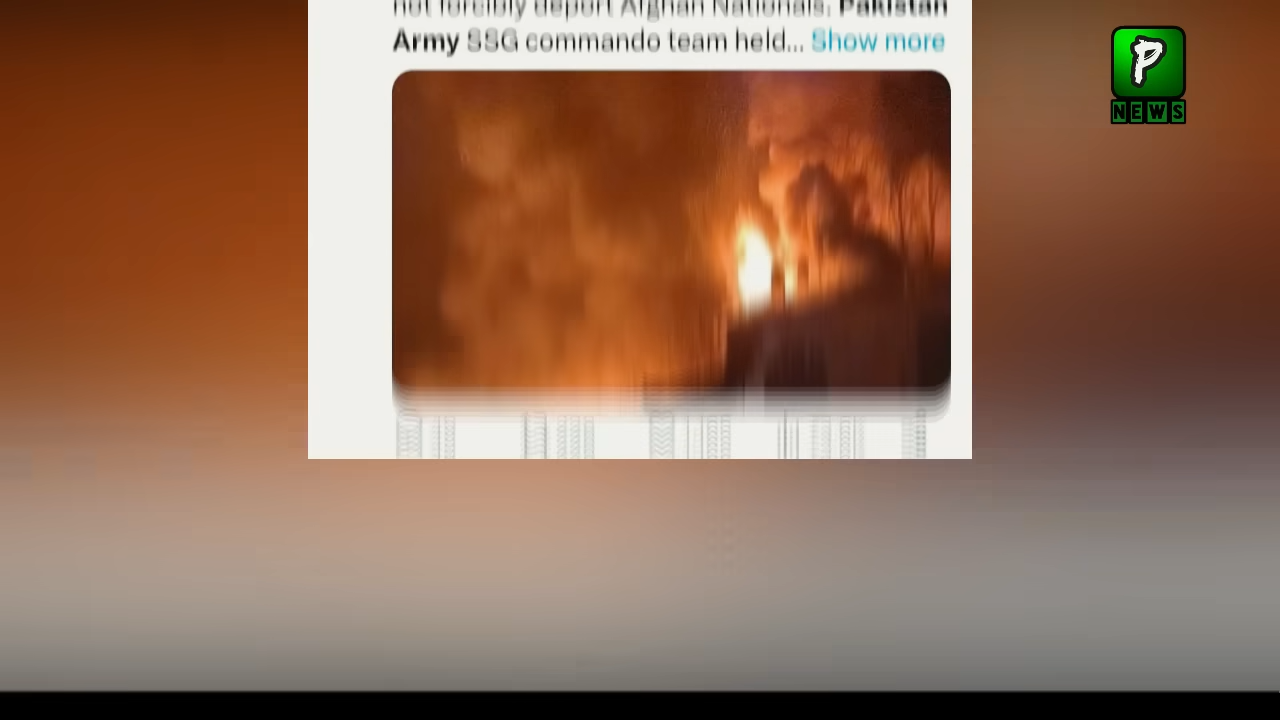 not forcibly deport Afghan Nationals, Pakistan
Army SSG commando team held... Show more
P
NEWS